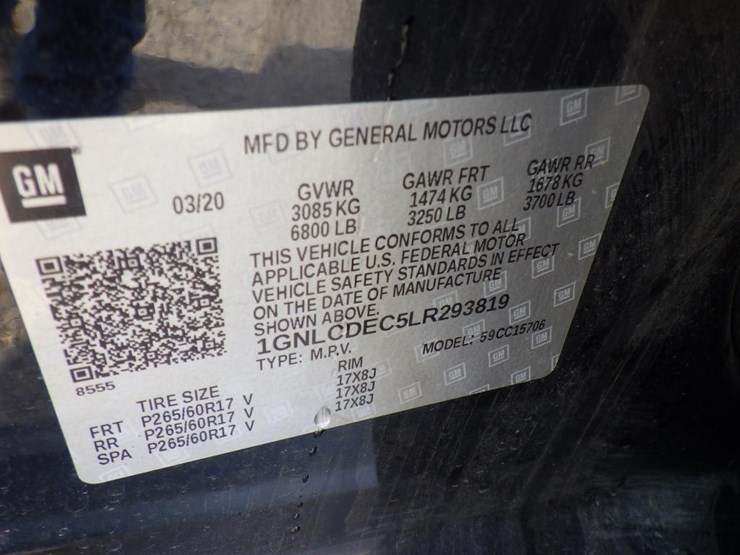 MFD BY GENERAL MOTORS LLC
GM
03/20
GVWR GAWR FRT GAWR RR
3085 KG 1474 KG 1678 KG
6800 LB 3250 LB 3700 LB
THIS VEHICLE CONFORMS TO ALL
APPLICABLE U.S. FEDERAL MOTOR
VEHICLE SAFETY STANDARDS IN EFFECT
ON THE DATE OF MANUFACTURE
SHOWN ABOVE.
1GNLCDEC5LR293819
TYPE: M.P.V. MODEL: 59CC15706
8555
TIRE SIZE RIM
FRT P265/60R17 V 17X8J
RR P265/60R17 V 17X8J
SPA P265/60R17 V 17X8J